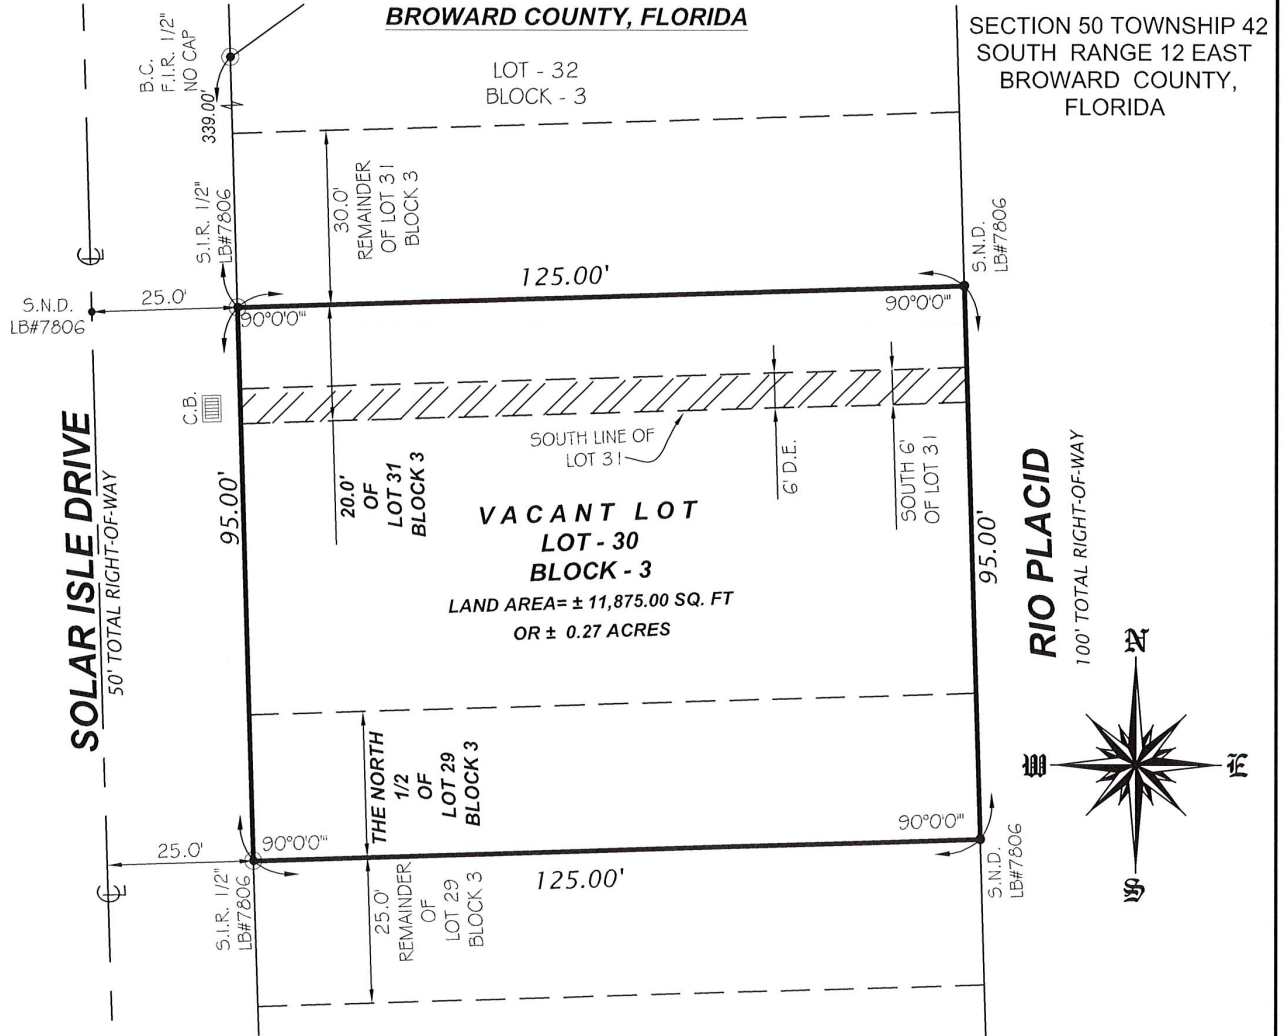 BROWARD COUNTY, FLORIDA
SECTION 50 TOWNSHIP 42
SOUTH RANGE 12 EAST
BROWARD COUNTY,
FLORIDA
B.C.
F.I.R. 1/2"
NO CAP
339.00'
LOT - 32
BLOCK - 3
30.0'
REMAINDER
OF LOT 31
BLOCK 3
S.I.R. 1/2"
LB#7806
S.N.D.
LB#7806
125.00'
S.N.D.
LB#7806
25.0'
90°0'0'''
90°0'0'''
C.B.
SOUTH LINE OF
LOT 31
6' D.E.
SOUTH 6'
OF LOT 31
20.0'
OF
LOT 31
BLOCK 3
95.00'
VACANT LOT
LOT - 30
BLOCK - 3
LAND AREA= ± 11,875.00 SQ. FT
OR ± 0.27 ACRES
95.00'
SOLAR ISLE DRIVE
50' TOTAL RIGHT-OF-WAY
RIO PLACID
100' TOTAL RIGHT-OF-WAY
N
W
E
S
THE NORTH
1/2
OF
LOT 29
BLOCK 3
90°0'0'''
90°0'0'''
25.0'
125.00'
S.I.R. 1/2"
LB#7806
25.0'
REMAINDER
OF
LOT 29
BLOCK 3
S.N.D.
LB#7806